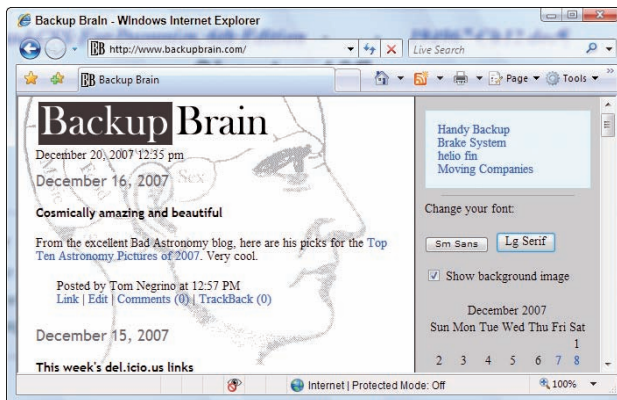 Backup Brain - Windows Internet Explorer
http://www.backupbrain.com/
Live Search
Backup Brain
Page
Tools
Backup Brain
December 20, 2007 12:35 pm
December 16, 2007
Sex
Cosmically amazing and beautiful
From the excellent Bad Astronomy blog, here are his picks for the Top
Ten Astronomy Pictures of 2007. Very cool.
Posted by Tom Negrino at 12:57 PM
Link | Edit | Comments (0) | TrackBack (0)
December 15, 2007
This week's del.icio.us links
Handy Backup
Brake System
helio fin
Moving Companies
Change your font:
Sm Sans
Lg Serif
Show background image
December 2007
Sun Mon Tue Wed Thu Fri Sat
1
2 3 4 5 6 7 8
Internet | Protected Mode: Off
100%